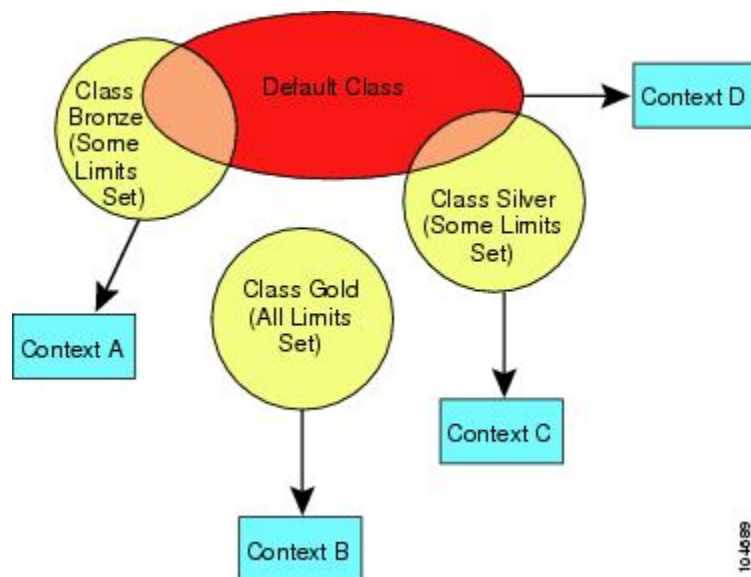 Default Class
Class
Bronze
(Some
Limits
Set)
Context D
Class Silver
(Some Limits
Set)
Class Gold
(All Limits
Set)
Context A
Context C
Context B
104689